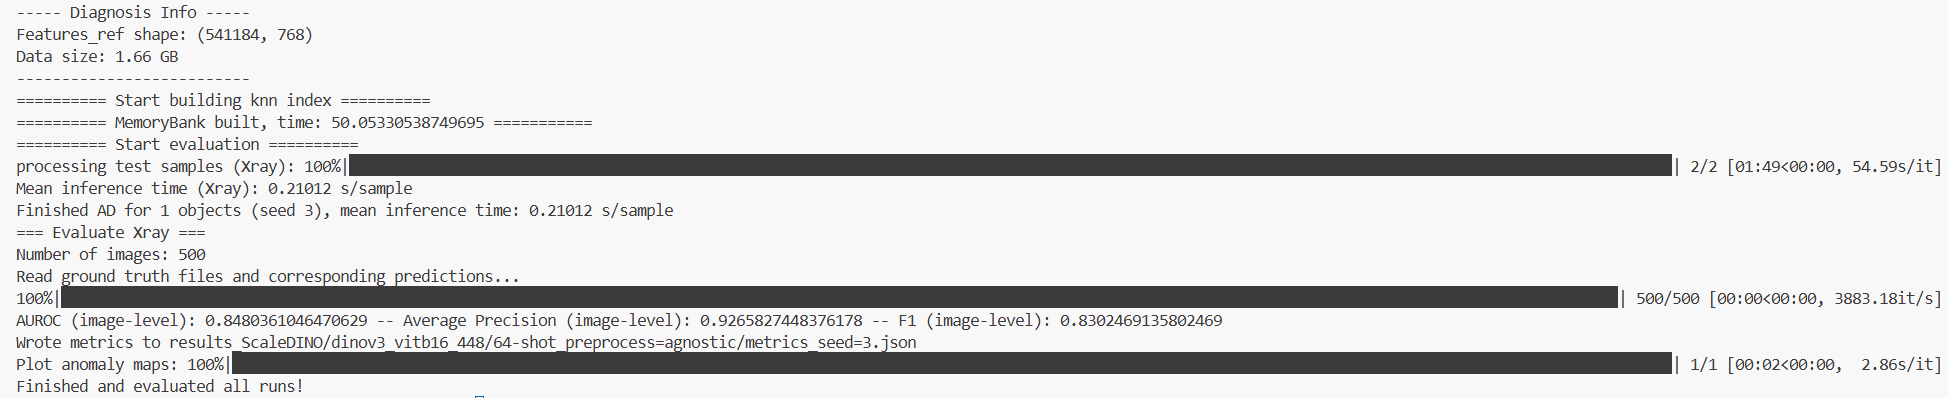 ----- Diagnosis Info -----
Features_ref shape: (541184, 768)
Data size: 1.66 GB
--------------------------
========== Start building knn index ==========
========== MemoryBank built, time: 50.05330538749695 ===========
========== Start evaluation ==========
processing test samples (Xray): 100%|██████████| 2/2 [01:49<00:00, 54.59s/it]
Mean inference time (Xray): 0.21012 s/sample
Finished AD for 1 objects (seed 3), mean inference time: 0.21012 s/sample
=== Evaluate Xray ===
Number of images: 500
Read ground truth files and corresponding predictions...
100%|██████████| 500/500 [00:00<00:00, 3883.18it/s]
AUROC (image-level): 0.8480361046470629 -- Average Precision (image-level): 0.9265827448376178 -- F1 (image-level): 0.8302469135802469
Wrote metrics to results_ScaleDINO/dinov3_vitb16_448/64-shot_preprocess=agnostic/metrics_seed=3.json
Plot anomaly maps: 100%|██████████| 1/1 [00:02<00:00,  2.86s/it]
Finished and evaluated all runs!